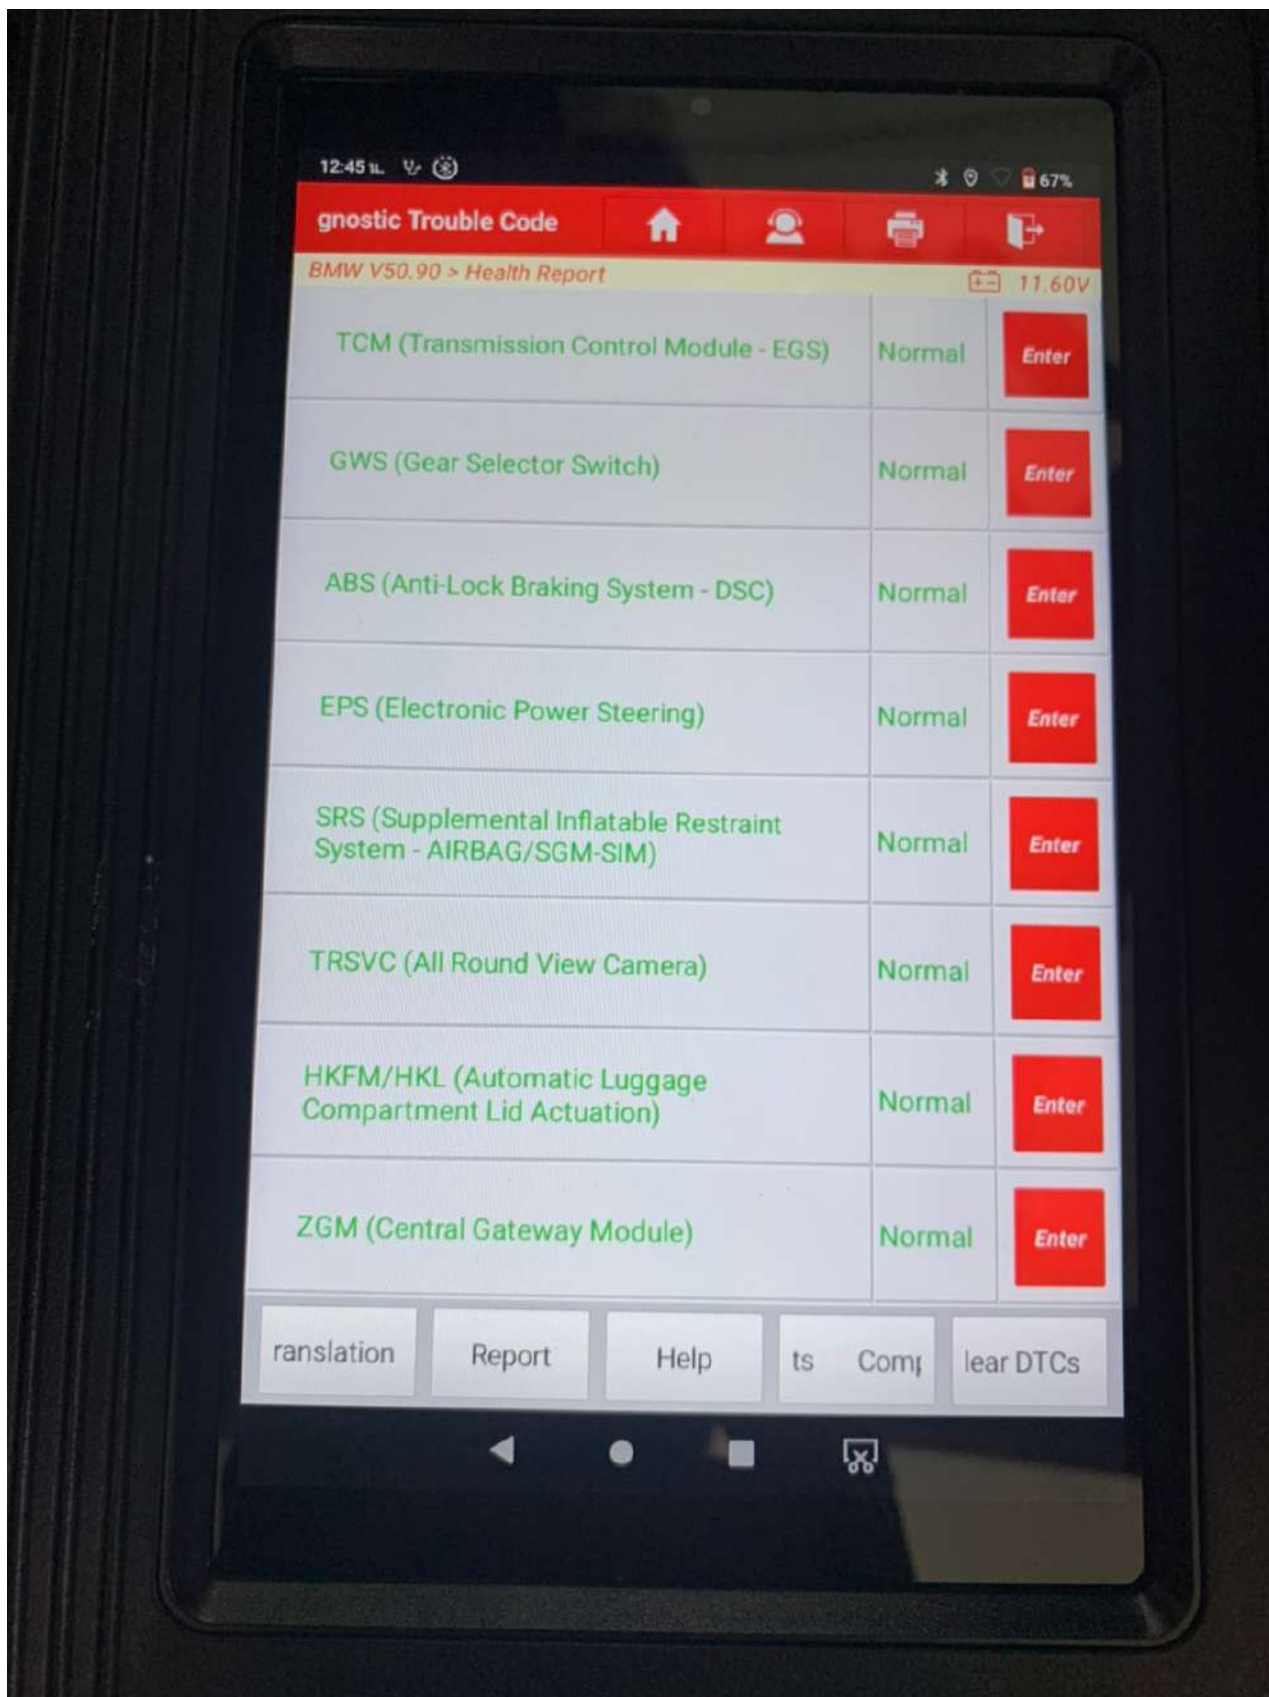 12:45 น.
67%
gnostic Trouble Code
BMW V50.90 > Health Report
11.60V
TCM (Transmission Control Module - EGS) Normal Enter
GWS (Gear Selector Switch) Normal Enter
ABS (Anti-Lock Braking System - DSC) Normal Enter
EPS (Electronic Power Steering) Normal Enter
SRS (Supplemental Inflatable Restraint
System - AIRBAG/SGM-SIM) Normal Enter
TRSVC (All Round View Camera) Normal Enter
HKFM/HKL (Automatic Luggage
Compartment Lid Actuation) Normal Enter
ZGM (Central Gateway Module) Normal Enter
ranslation Report Help ts Comp lear DTCs